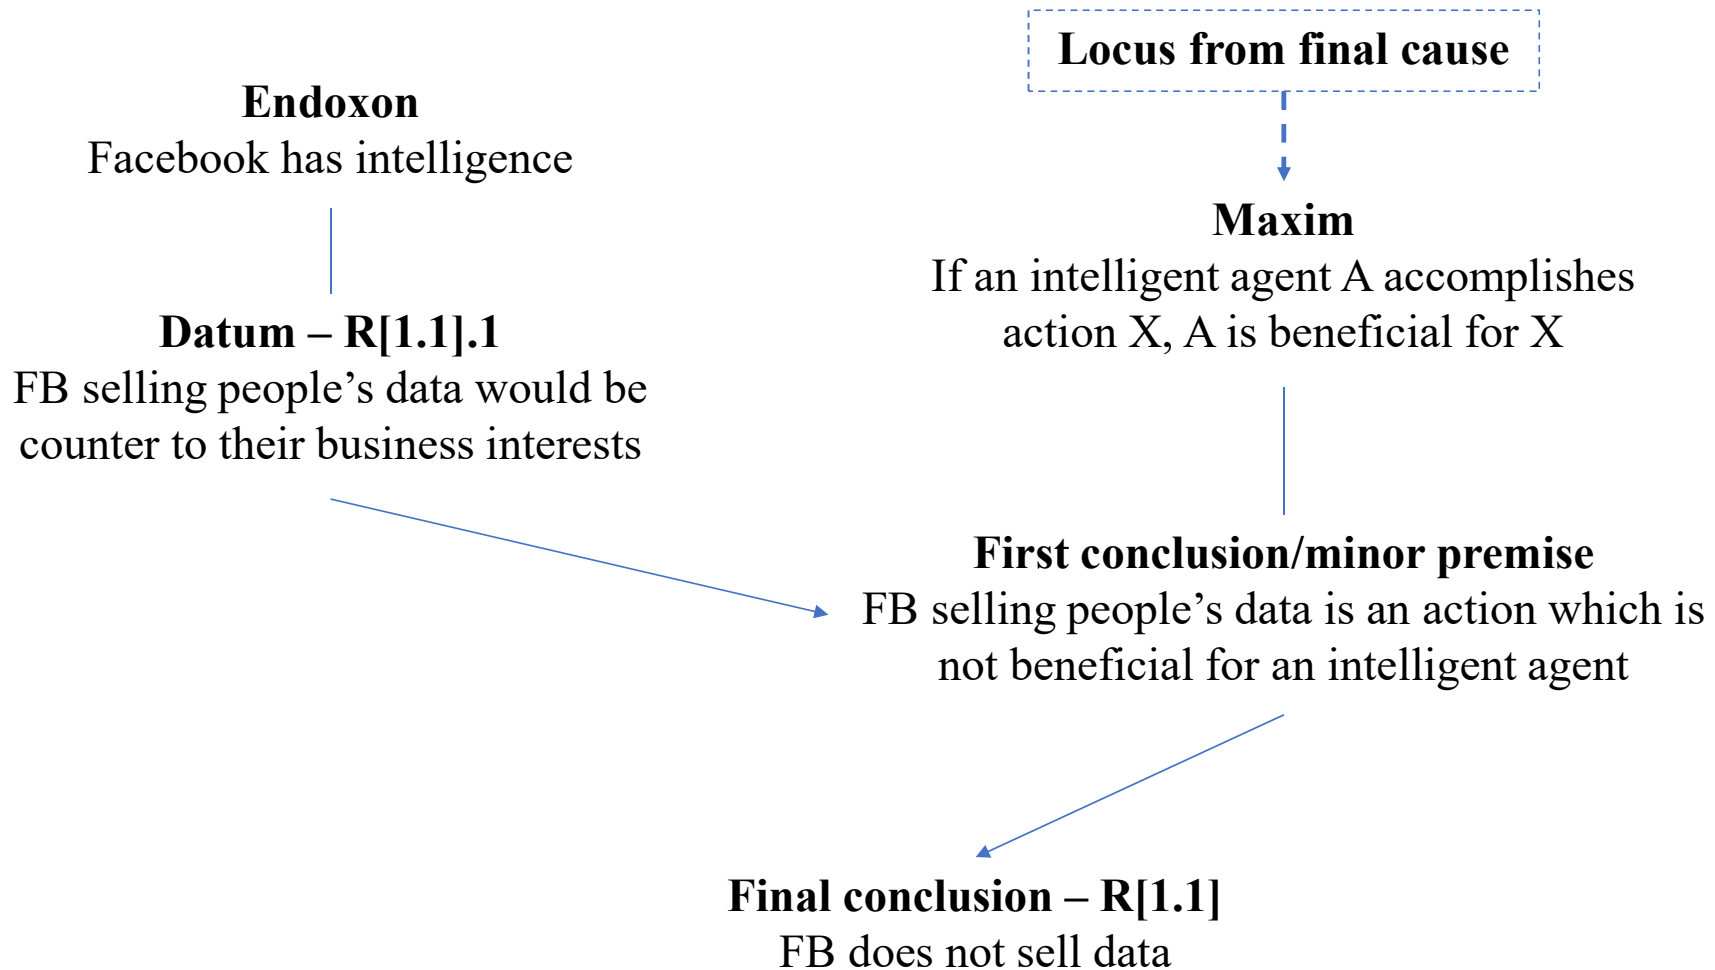 Locus from final cause
Endoxon
Facebook has intelligence
Maxim
If an intelligent agent A accomplishes
action X, A is beneficial for X
Datum – R[1.1].1
FB selling people’s data would be
counter to their business interests
First conclusion/minor premise
FB selling people’s data is an action which is
not beneficial for an intelligent agent
Final conclusion – R[1.1]
FB does not sell data